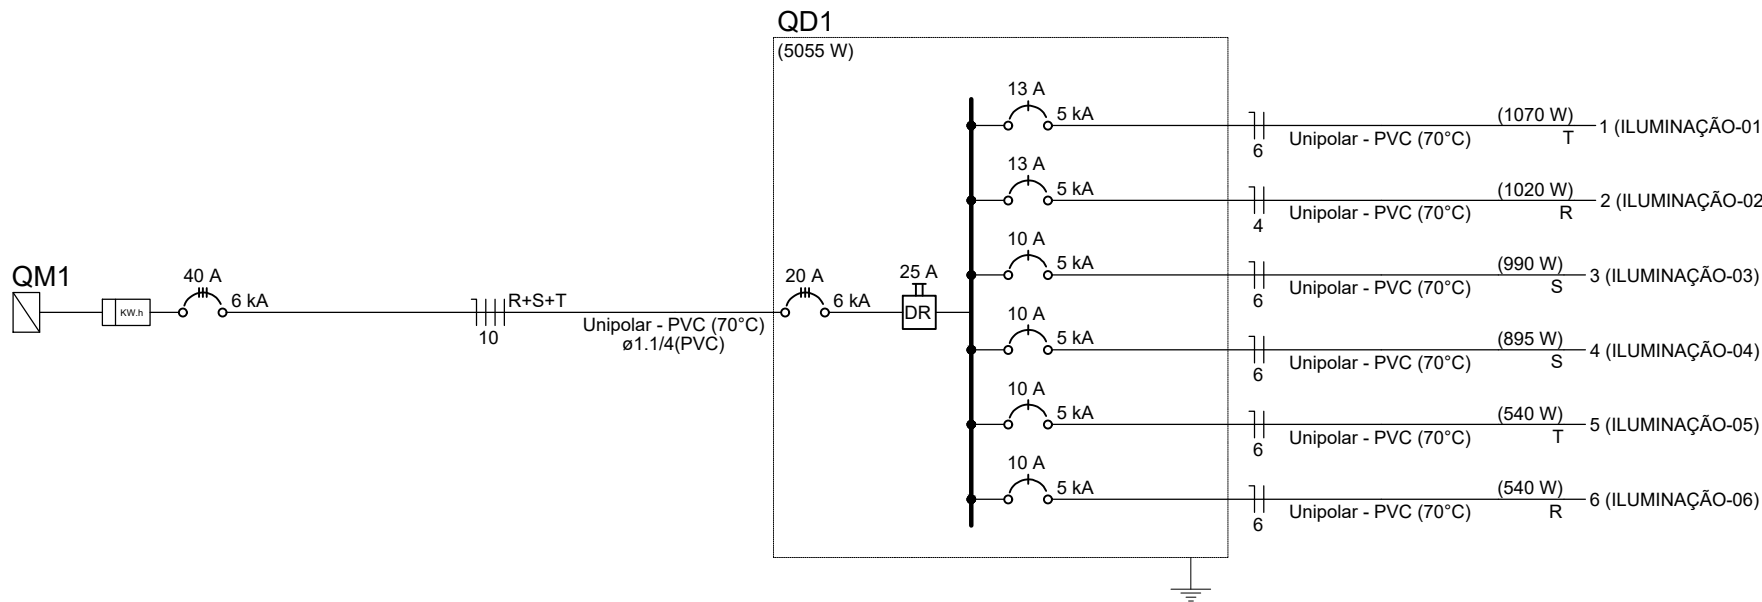 QD1
(5055 W)
13 A
5 kA
6
Unipolar - PVC (70°C)
(1070 W)
T
1 (ILUMINAÇÃO-01
13 A
5 kA
4
Unipolar - PVC (70°C)
(1020 W)
R
2 (ILUMINAÇÃO-02
10 A
5 kA
6
Unipolar - PVC (70°C)
(990 W)
S
3 (ILUMINAÇÃO-03)
QM1
KW.h
40 A
6 kA
R+S+T
10
Unipolar - PVC (70°C)
ø1.1/4(PVC)
20 A
6 kA
25 A
DR
10 A
5 kA
6
Unipolar - PVC (70°C)
(895 W)
S
4 (ILUMINAÇÃO-04)
10 A
5 kA
6
Unipolar - PVC (70°C)
(540 W)
T
5 (ILUMINAÇÃO-05)
10 A
5 kA
6
Unipolar - PVC (70°C)
(540 W)
R
6 (ILUMINAÇÃO-06)